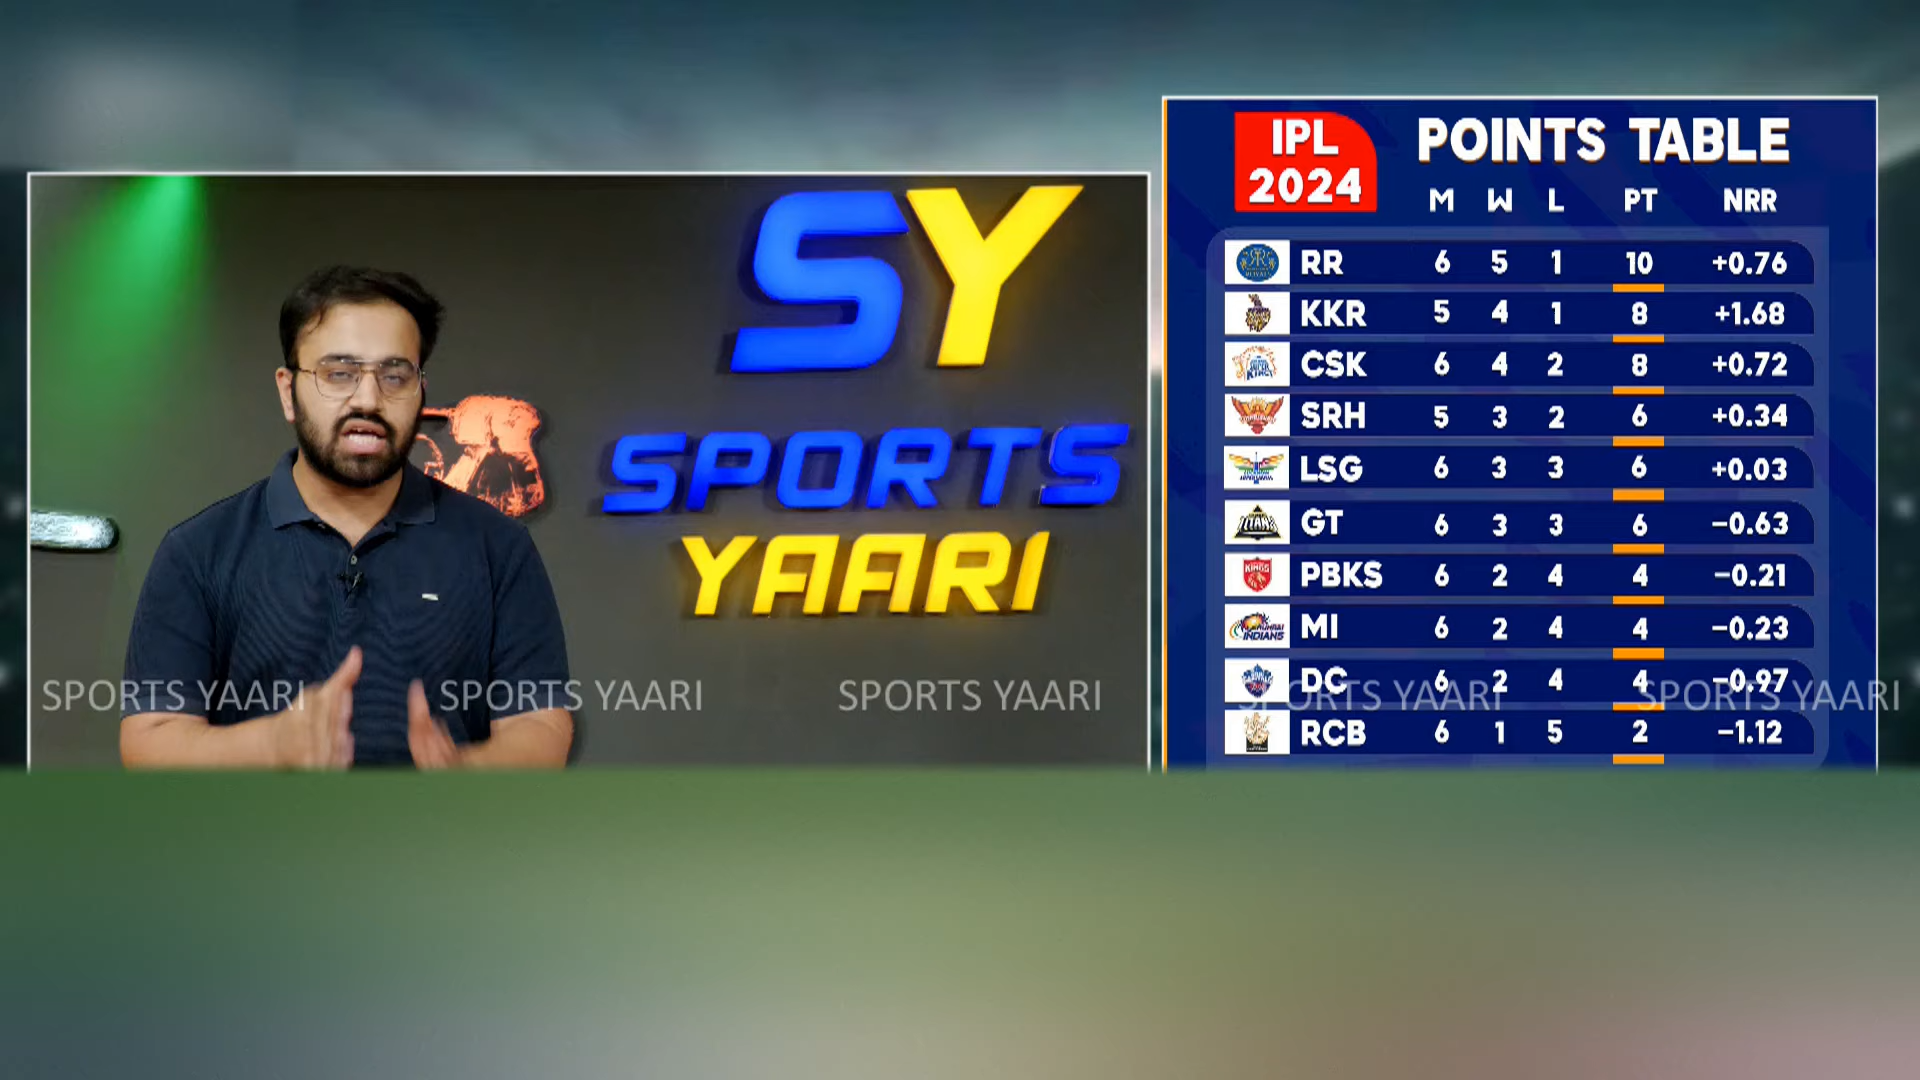 SY
SPORTS
YAARI
IPL
2024
POINTS TABLE
M W L PT NRR
RR 6 5 1 10 +0.76
KKR 5 4 1 8 +1.68
CSK 6 4 2 8 +0.72
SRH 5 3 2 6 +0.34
LSG 6 3 3 6 +0.03
GT 6 3 3 6 −0.63
PBKS 6 2 4 4 −0.21
MI 6 2 4 4 −0.23
DC 6 2 4 4 −0.97
RCB 6 1 5 2 −1.12
SPORTS YAARI SPORTS YAARI SPORTS YAARI SPORTS YAARI SPORTS YAARI